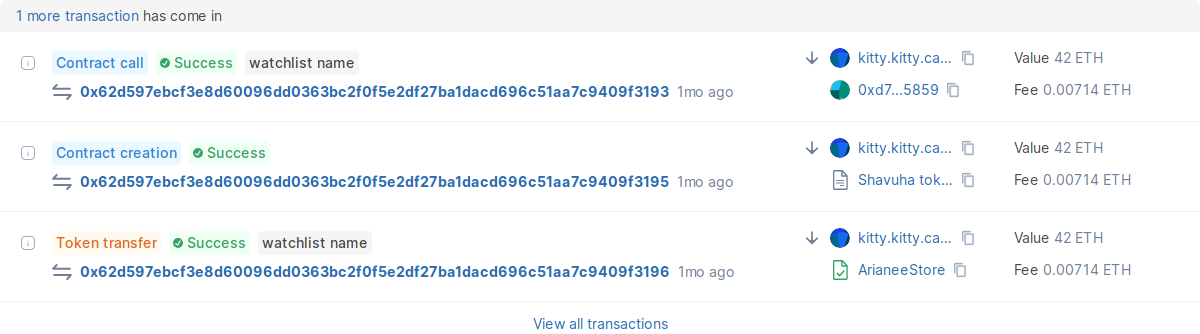 1 more transaction has come in
Contract call Success watchlist name
0x62d597ebcf3e8d60096dd0363bc2f0f5e2df27ba1dacd696c51aa7c9409f3193 1mo ago
kitty.kitty.ca...
0xd7...5859
Value 42 ETH
Fee 0.00714 ETH
Contract creation Success
0x62d597ebcf3e8d60096dd0363bc2f0f5e2df27ba1dacd696c51aa7c9409f3195 1mo ago
kitty.kitty.ca...
Shavuha tok...
Value 42 ETH
Fee 0.00714 ETH
Token transfer Success watchlist name
0x62d597ebcf3e8d60096dd0363bc2f0f5e2df27ba1dacd696c51aa7c9409f3196 1mo ago
kitty.kitty.ca...
ArianeeStore
Value 42 ETH
Fee 0.00714 ETH
View all transactions